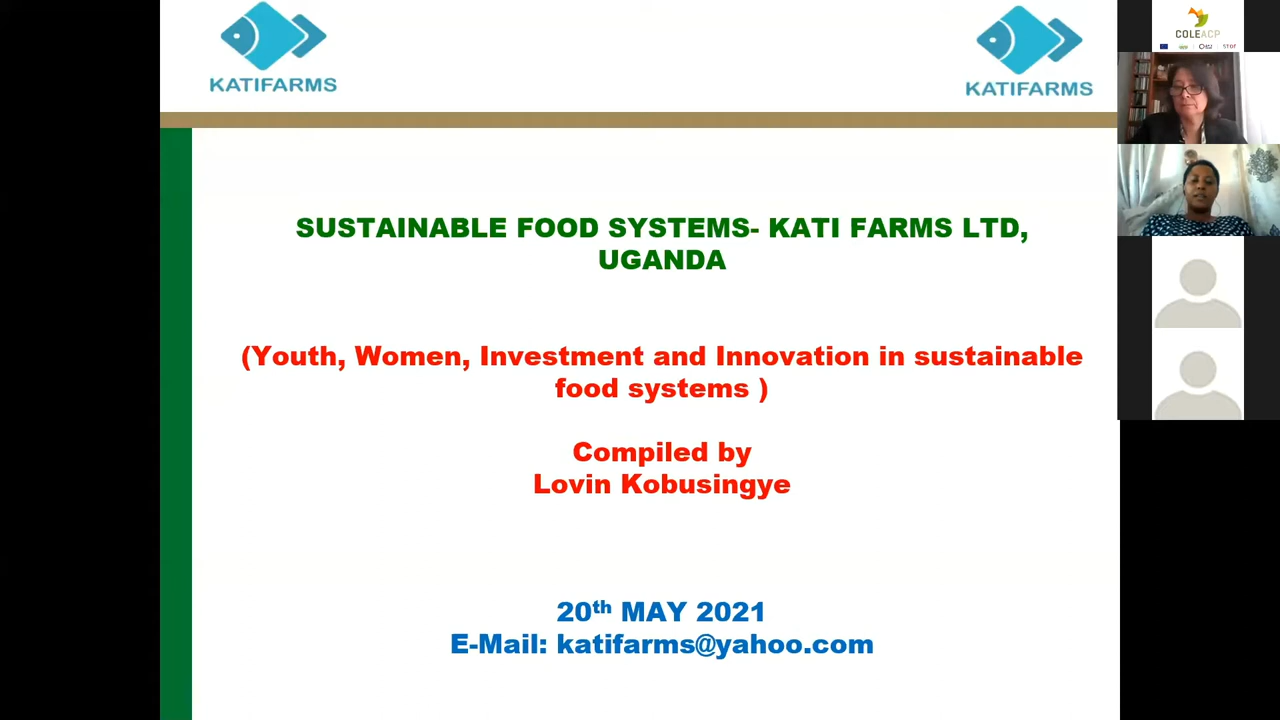 KATIFARMS
KATIFARMS
COLEACP
SUSTAINABLE FOOD SYSTEMS- KATI FARMS LTD,
UGANDA
(Youth, Women, Investment and Innovation in sustainable
food systems )
Compiled by
Lovin Kobusingye
20th MAY 2021
E-Mail: katifarms@yahoo.com